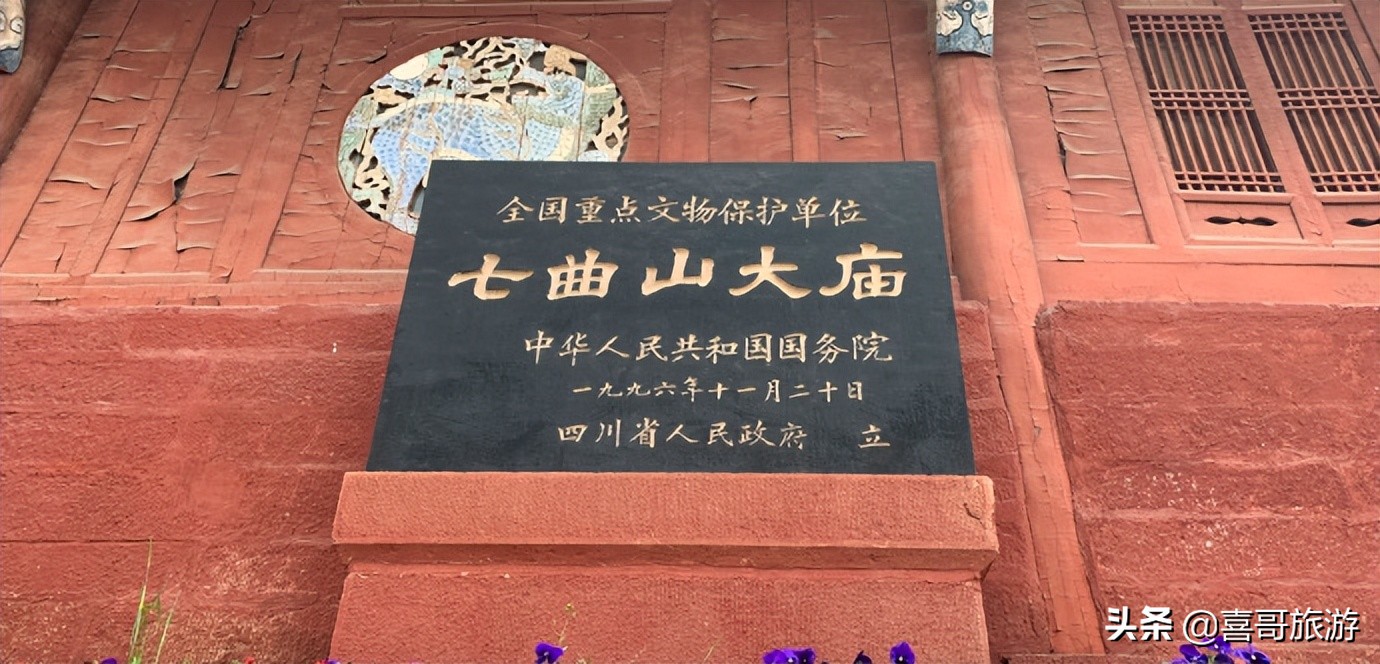 全国重点文物保护单位
七曲山大庙
中华人民共和国国务院
一九九六年十一月二十日
四川省人民政府 立
头条 @喜哥旅游